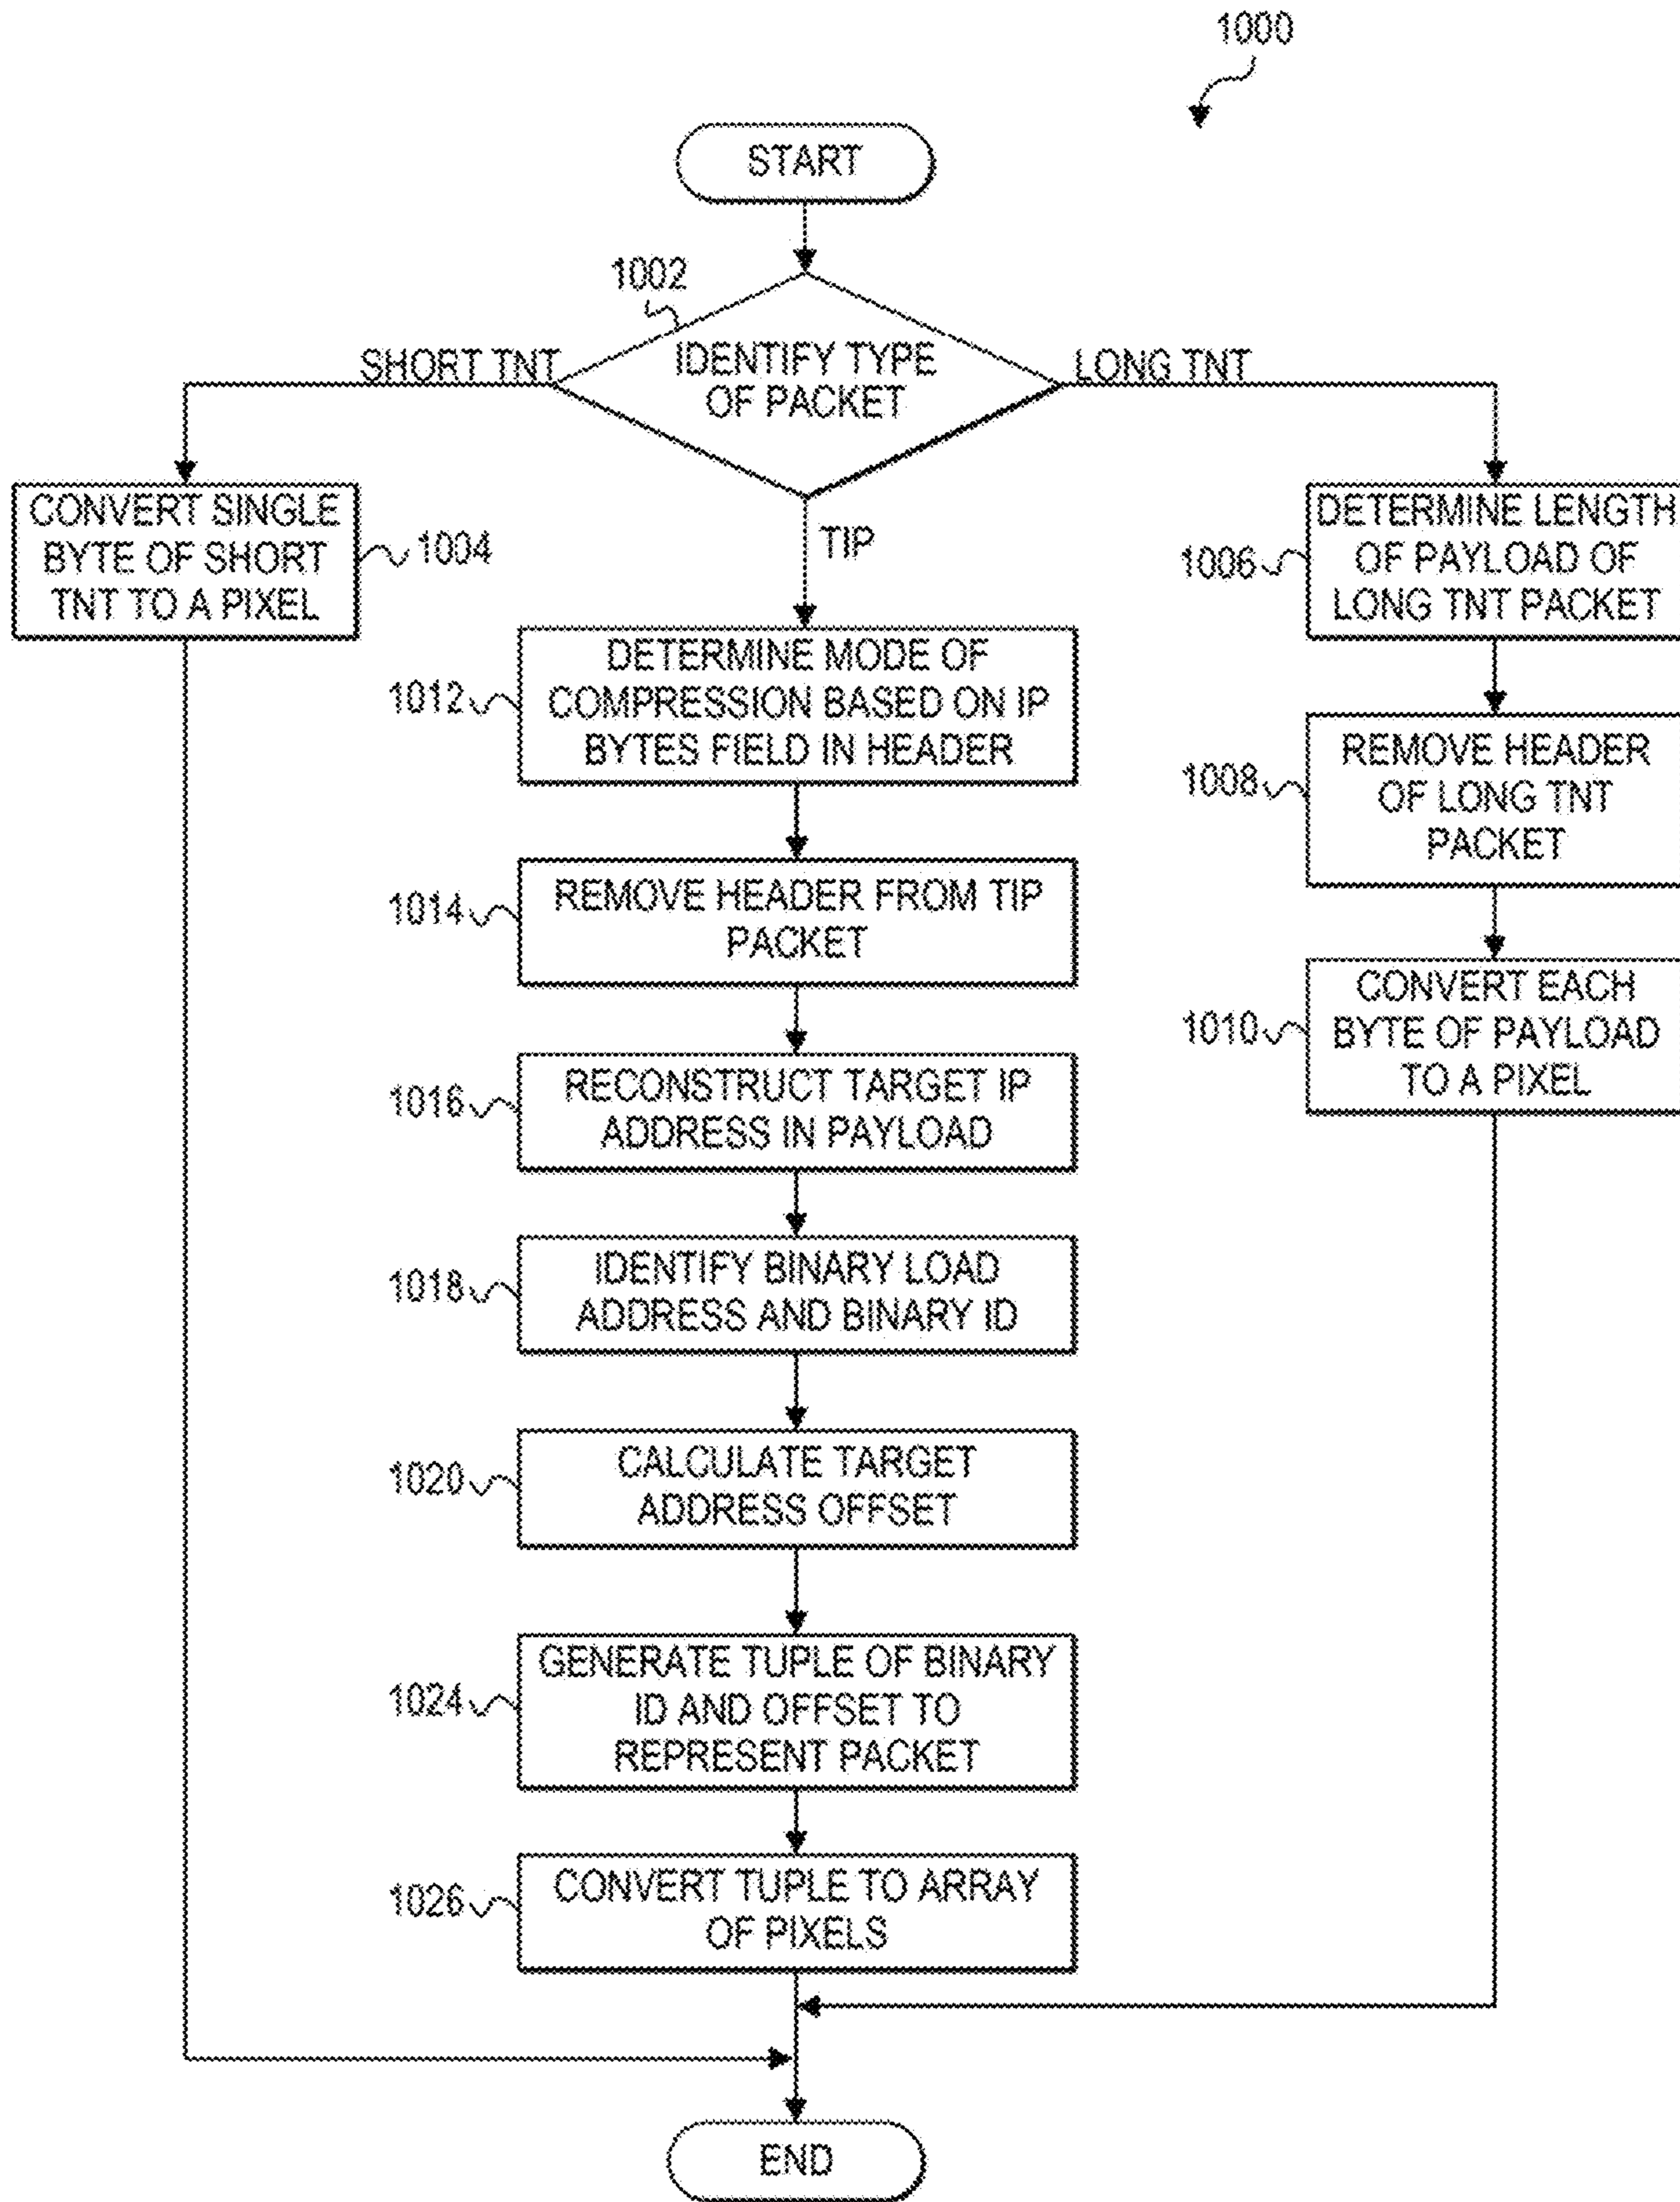 1000
START
1002
IDENTIFY TYPE
OF PACKET
SHORT TNT
LONG TNT
TIP
CONVERT SINGLE
BYTE OF SHORT
TNT TO A PIXEL
1004
1006
DETERMINE LENGTH
OF PAYLOAD OF
LONG TNT PACKET
1012
DETERMINE MODE OF
COMPRESSION BASED ON IP
BYTES FIELD IN HEADER
1008
REMOVE HEADER
OF LONG TNT
PACKET
1014
REMOVE HEADER FROM TIP
PACKET
1010
CONVERT EACH
BYTE OF PAYLOAD
TO A PIXEL
1016
RECONSTRUCT TARGET IP
ADDRESS IN PAYLOAD
1018
IDENTIFY BINARY LOAD
ADDRESS AND BINARY ID
1020
CALCULATE TARGET
ADDRESS OFFSET
1024
GENERATE TUPLE OF BINARY
ID AND OFFSET TO
REPRESENT PACKET
1026
CONVERT TUPLE TO ARRAY
OF PIXELS
END